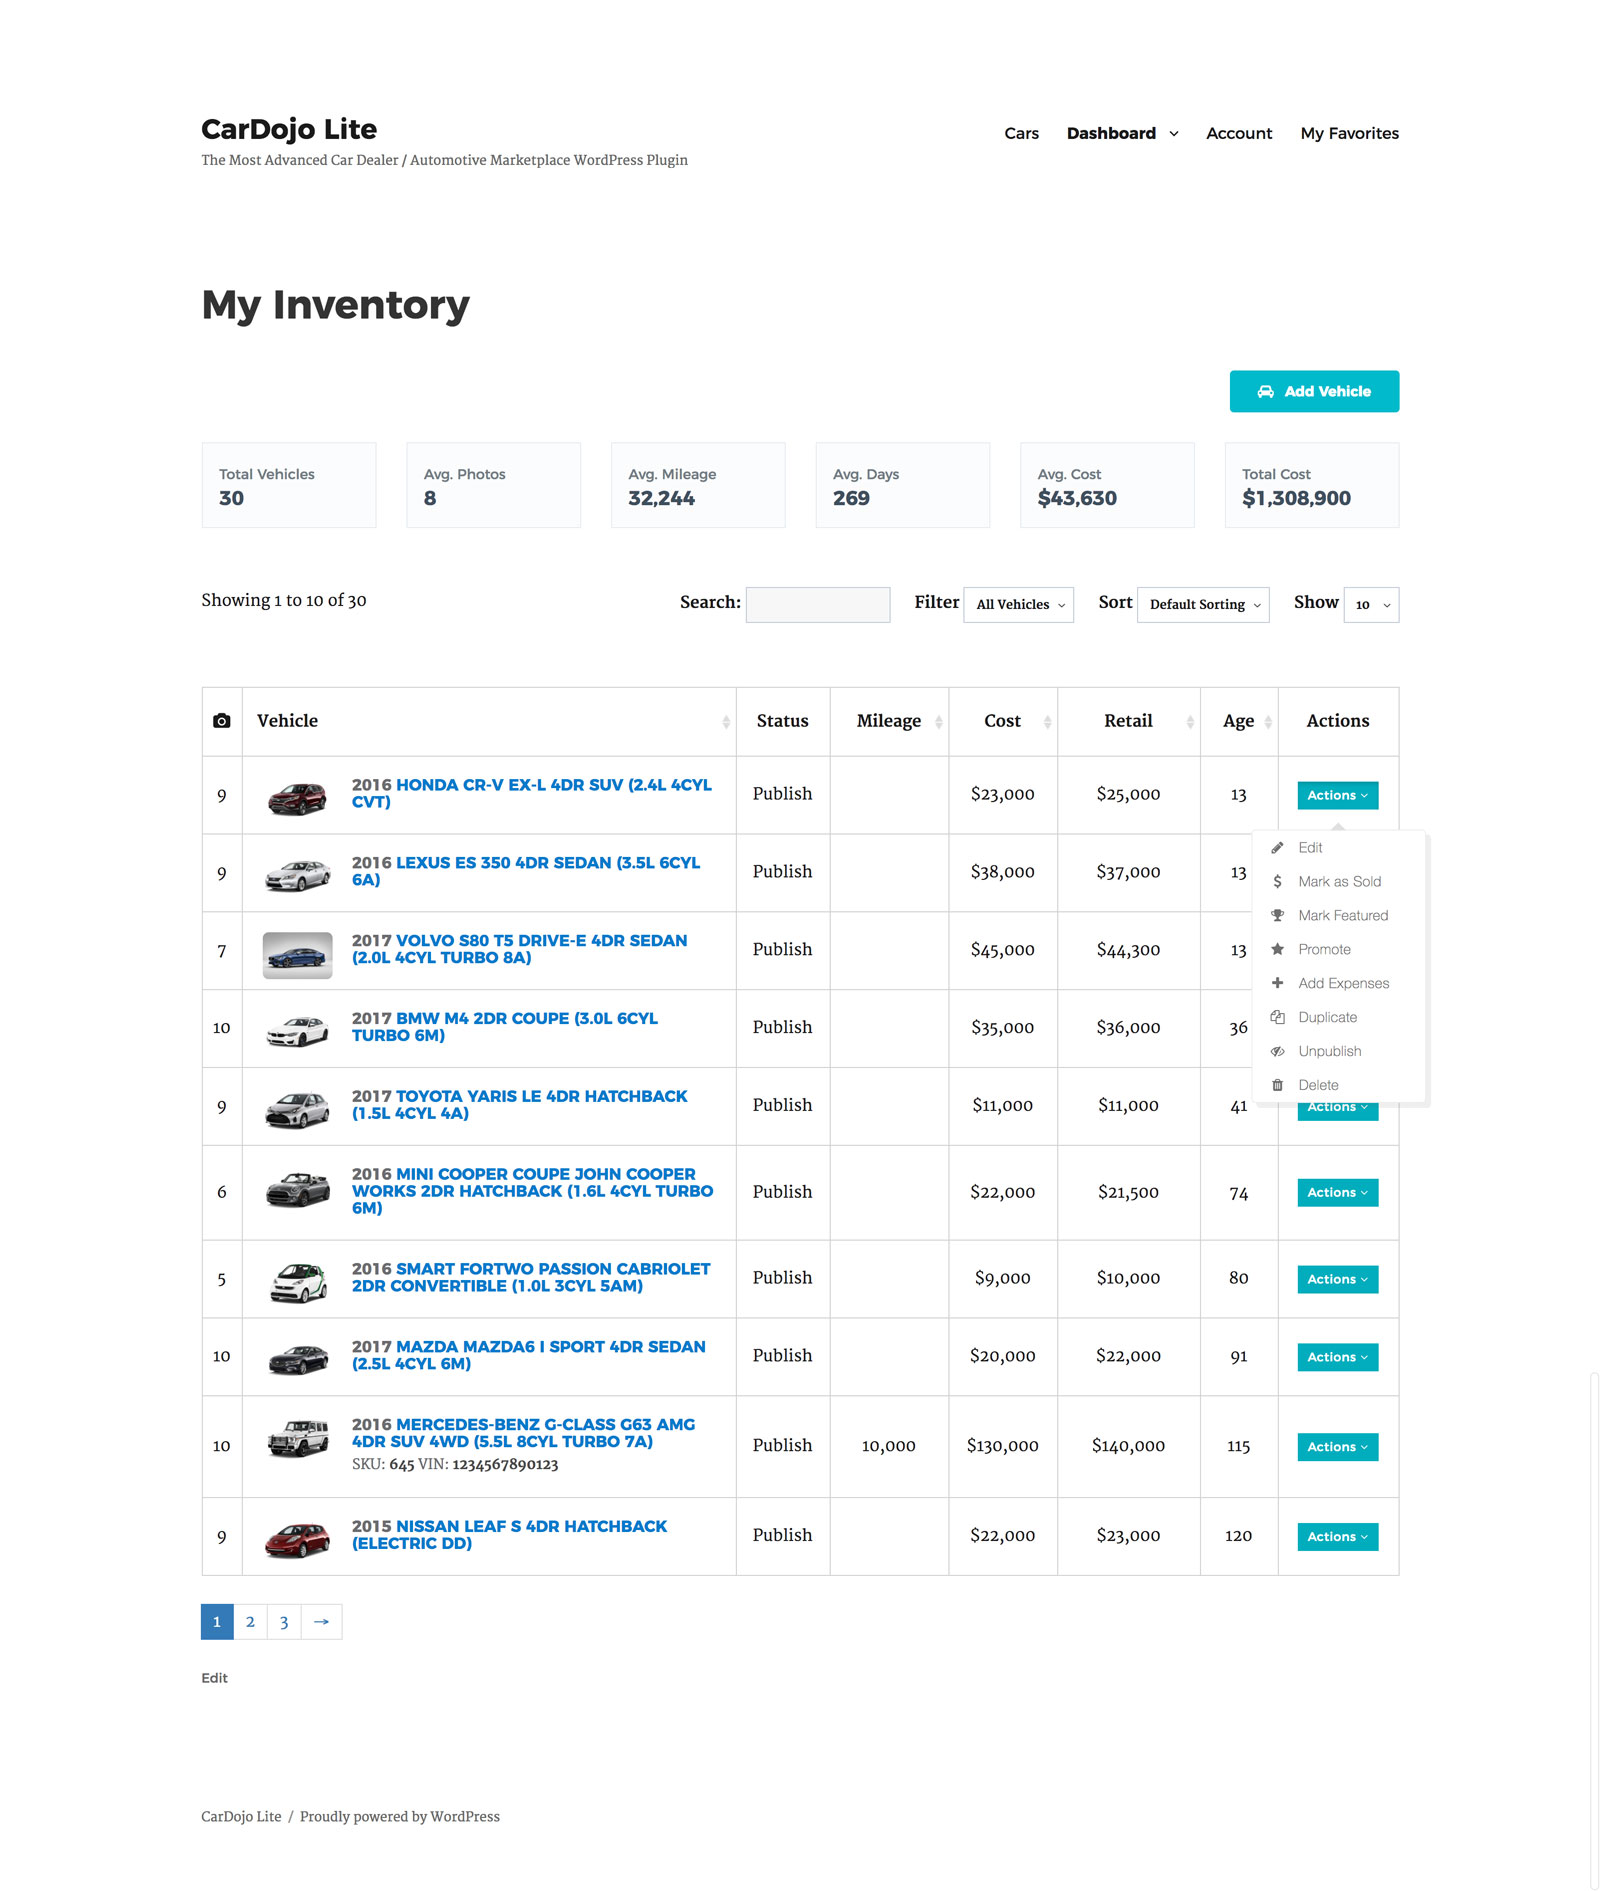 CarDojo Lite
The Most Advanced Car Dealer / Automotive Marketplace WordPress Plugin
Cars Dashboard Account My Favorites
My Inventory
Add Vehicle
Total Vehicles
30
Avg. Photos
8
Avg. Mileage
32,244
Avg. Days
269
Avg. Cost
$43,630
Total Cost
$1,308,900
Showing 1 to 10 of 30
Search: Filter All Vehicles Sort Default Sorting Show 10
Vehicle Status Mileage Cost Retail Age Actions
9
2016 HONDA CR-V EX-L 4DR SUV (2.4L 4CYL
CVT)
Publish $23,000 $25,000 13 Actions
9
2016 LEXUS ES 350 4DR SEDAN (3.5L 6CYL
6A)
Publish $38,000 $37,000 13
7
2017 VOLVO S80 T5 DRIVE-E 4DR SEDAN
(2.0L 4CYL TURBO 8A)
Publish $45,000 $44,300 13
10
2017 BMW M4 2DR COUPE (3.0L 6CYL
TURBO 6M)
Publish $35,000 $36,000 36
9
2017 TOYOTA YARIS LE 4DR HATCHBACK
(1.5L 4CYL 4A)
Publish $11,000 $11,000 41 Actions
Edit
Mark as Sold
Mark Featured
Promote
Add Expenses
Duplicate
Unpublish
Delete
6
2016 MINI COOPER COUPE JOHN COOPER
WORKS 2DR HATCHBACK (1.6L 4CYL TURBO
6M)
Publish $22,000 $21,500 74 Actions
5
2016 SMART FORTWO PASSION CABRIOLET
2DR CONVERTIBLE (1.0L 3CYL 5AM)
Publish $9,000 $10,000 80 Actions
10
2017 MAZDA MAZDA6 I SPORT 4DR SEDAN
(2.5L 4CYL 6M)
Publish $20,000 $22,000 91 Actions
10
2016 MERCEDES-BENZ G-CLASS G63 AMG
4DR SUV 4WD (5.5L 8CYL TURBO 7A)
SKU: 645 VIN: 1234567890123
Publish 10,000 $130,000 $140,000 115 Actions
9
2015 NISSAN LEAF S 4DR HATCHBACK
(ELECTRIC DD)
Publish $22,000 $23,000 120 Actions
1 2 3 →
Edit
CarDojo Lite / Proudly powered by WordPress